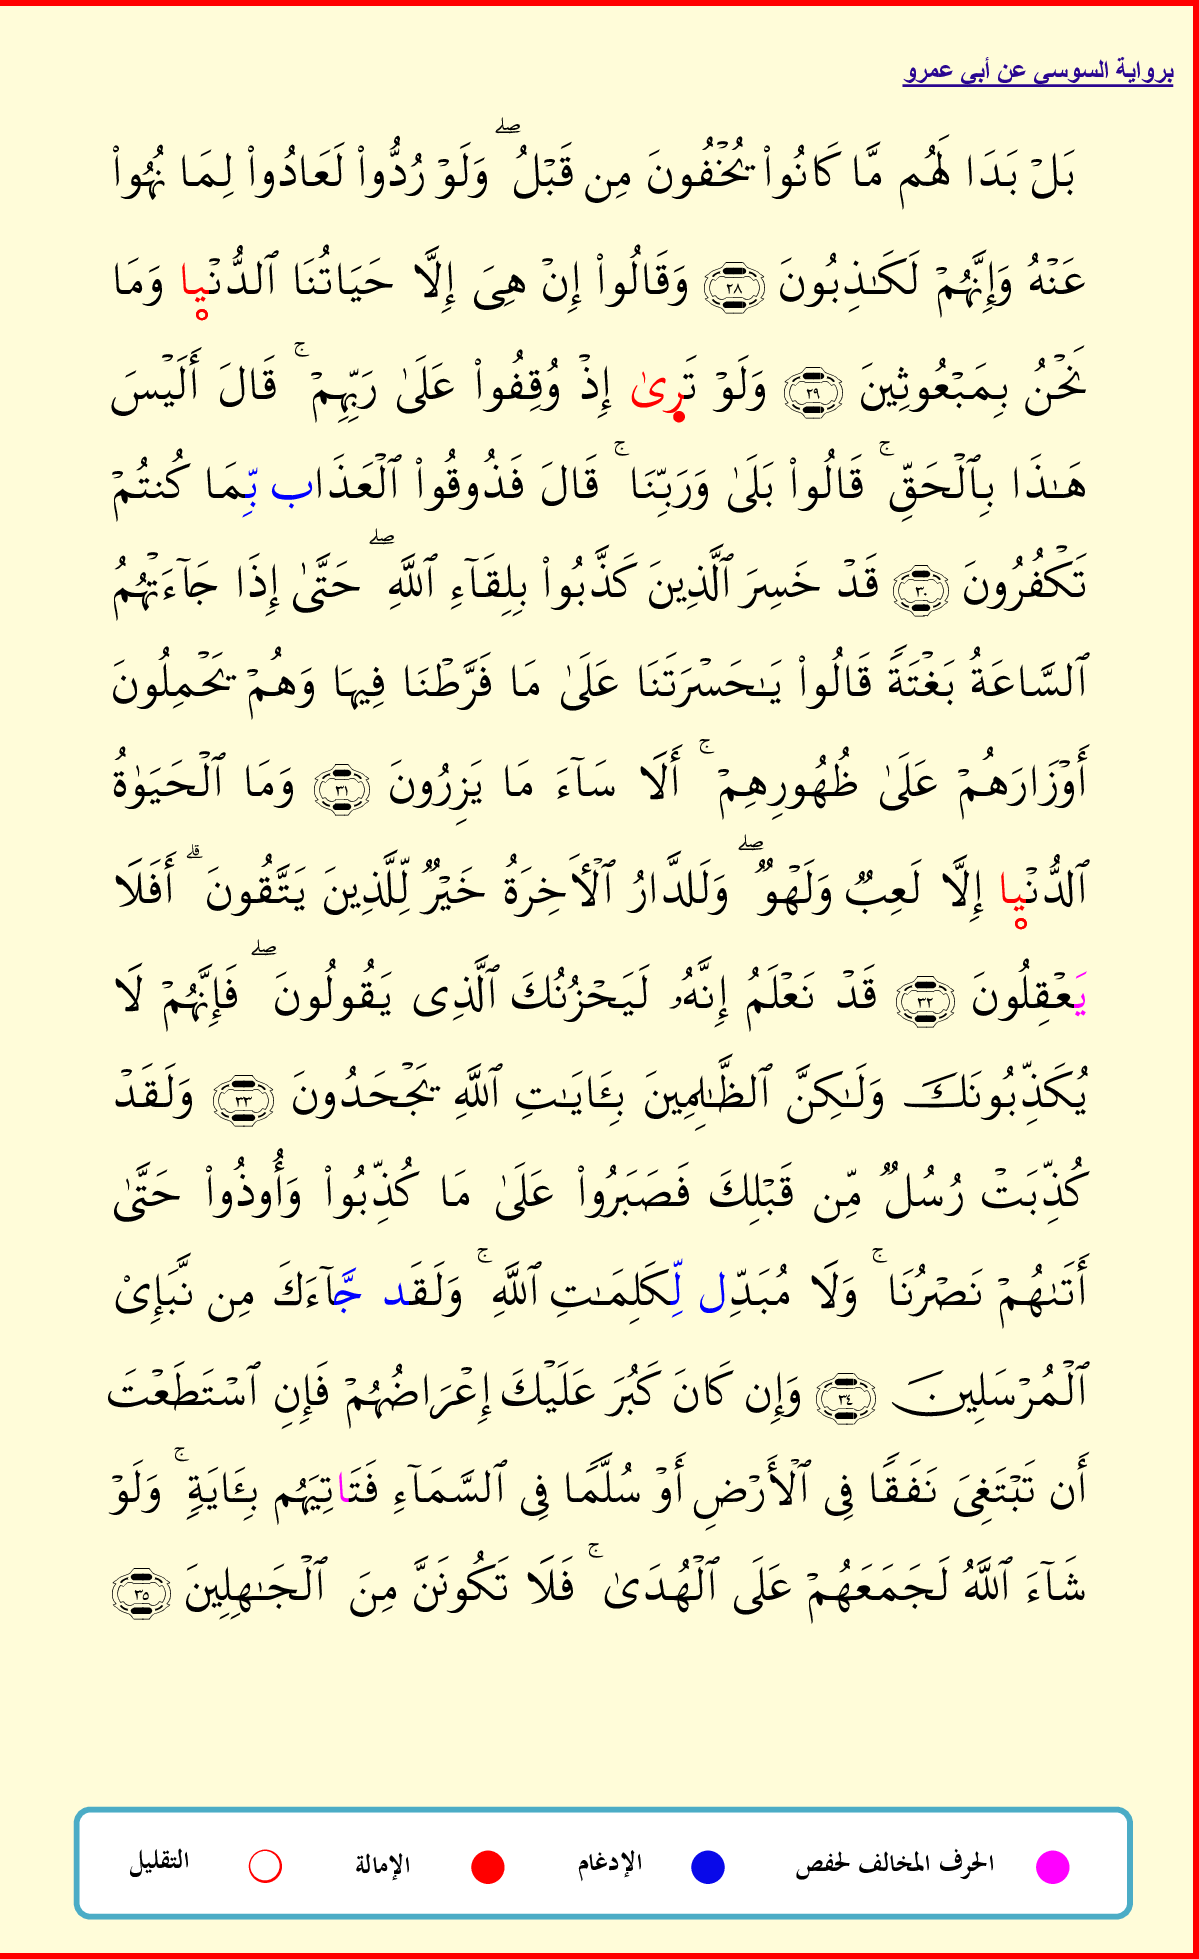 برواية السوسي عن أبي عمرو
بَلۡ بَدَا لَهُم مَّا كَانُواْ يُخۡفُونَ مِن قَبۡلُۖ وَلَوۡ رُدُّواْ لَعَادُواْ لِمَا نُهُواْ
عَنۡهُ وَإِنَّهُمۡ لَكَٰذِبُونَ ٢٨ وَقَالُواْ إِنۡ هِىَ إِلَّا حَيَاتُنَا ٱلدُّنۡيا وَمَا
نَحۡنُ بِمَبۡعُوثِينَ ٢٩ وَلَوۡ تَرىٰ إِذۡ وُقِفُواْ عَلَىٰ رَبِّهِمۡۚ قَالَ أَلَيۡسَ
هَٰذَا بِٱلۡحَقِّۚ قَالُواْ بَلَىٰ وَرَبِّنَاۚ قَالَ فَذُوقُواْ ٱلۡعَذَاب بِّمَا كُنتُمۡ
تَكۡفُرُونَ ٣٠ قَدۡ خَسِرَ ٱلَّذِينَ كَذَّبُواْ بِلِقَآءِ ٱللَّهِۖ حَتَّىٰ إِذَا جَآءَتۡهُمُ
ٱلسَّاعَةُ بَغۡتَةٗ قَالُواْ يَٰحَسۡرَتَنَا عَلَىٰ مَا فَرَّطۡنَا فِيهَا وَهُمۡ يَحۡمِلُونَ
أَوۡزَارَهُمۡ عَلَىٰ ظُهُورِهِمۡۚ أَلَا سَآءَ مَا يَزِرُونَ ٣١ وَمَا ٱلۡحَيَوٰةُ
ٱلدُّنۡيا إِلَّا لَعِبٞ وَلَهۡوٞۖ وَلَلدَّارُ ٱلۡأٓخِرَةُ خَيۡرٞ لِّلَّذِينَ يَتَّقُونَۗ أَفَلَا
يَعۡقِلُونَ ٣٢ قَدۡ نَعۡلَمُ إِنَّهُۥ لَيَحۡزُنُكَ ٱلَّذِى يَقُولُونَۖ فَإِنَّهُمۡ لَا
يُكَذِّبُونَكَ وَلَٰكِنَّ ٱلظَّٰلِمِينَ بِـَٔايَٰتِ ٱللَّهِ يَجۡحَدُونَ ٣٣ وَلَقَدۡ
كُذِّبَتۡ رُسُلٞ مِّن قَبۡلِكَ فَصَبَرُواْ عَلَىٰ مَا كُذِّبُواْ وَأُوذُواْ حَتَّىٰ
أَتَىٰهُمۡ نَصۡرُنَاۚ وَلَا مُبَدِّل لِّكَلِمَٰتِ ٱللَّهِۚ وَلَقَد جَّآءَكَ مِن نَّبَإِيْ
ٱلۡمُرۡسَلِينَ ٣٤ وَإِن كَانَ كَبُرَ عَلَيۡكَ إِعۡرَاضُهُمۡ فَإِنِ ٱسۡتَطَعۡتَ
أَن تَبۡتَغِىَ نَفَقٗا فِى ٱلۡأَرۡضِ أَوۡ سُلَّمٗا فِى ٱلسَّمَآءِ فَتَاتِيَهُم بِـَٔايَةٖۚ وَلَوۡ
شَآءَ ٱللَّهُ لَجَمَعَهُمۡ عَلَى ٱلۡهُدَىٰۚ فَلَا تَكُونَنَّ مِنَ ٱلۡجَٰهِلِينَ ٣٥
الحرف المخالف لحفص الإدغام الإمالة التقليل